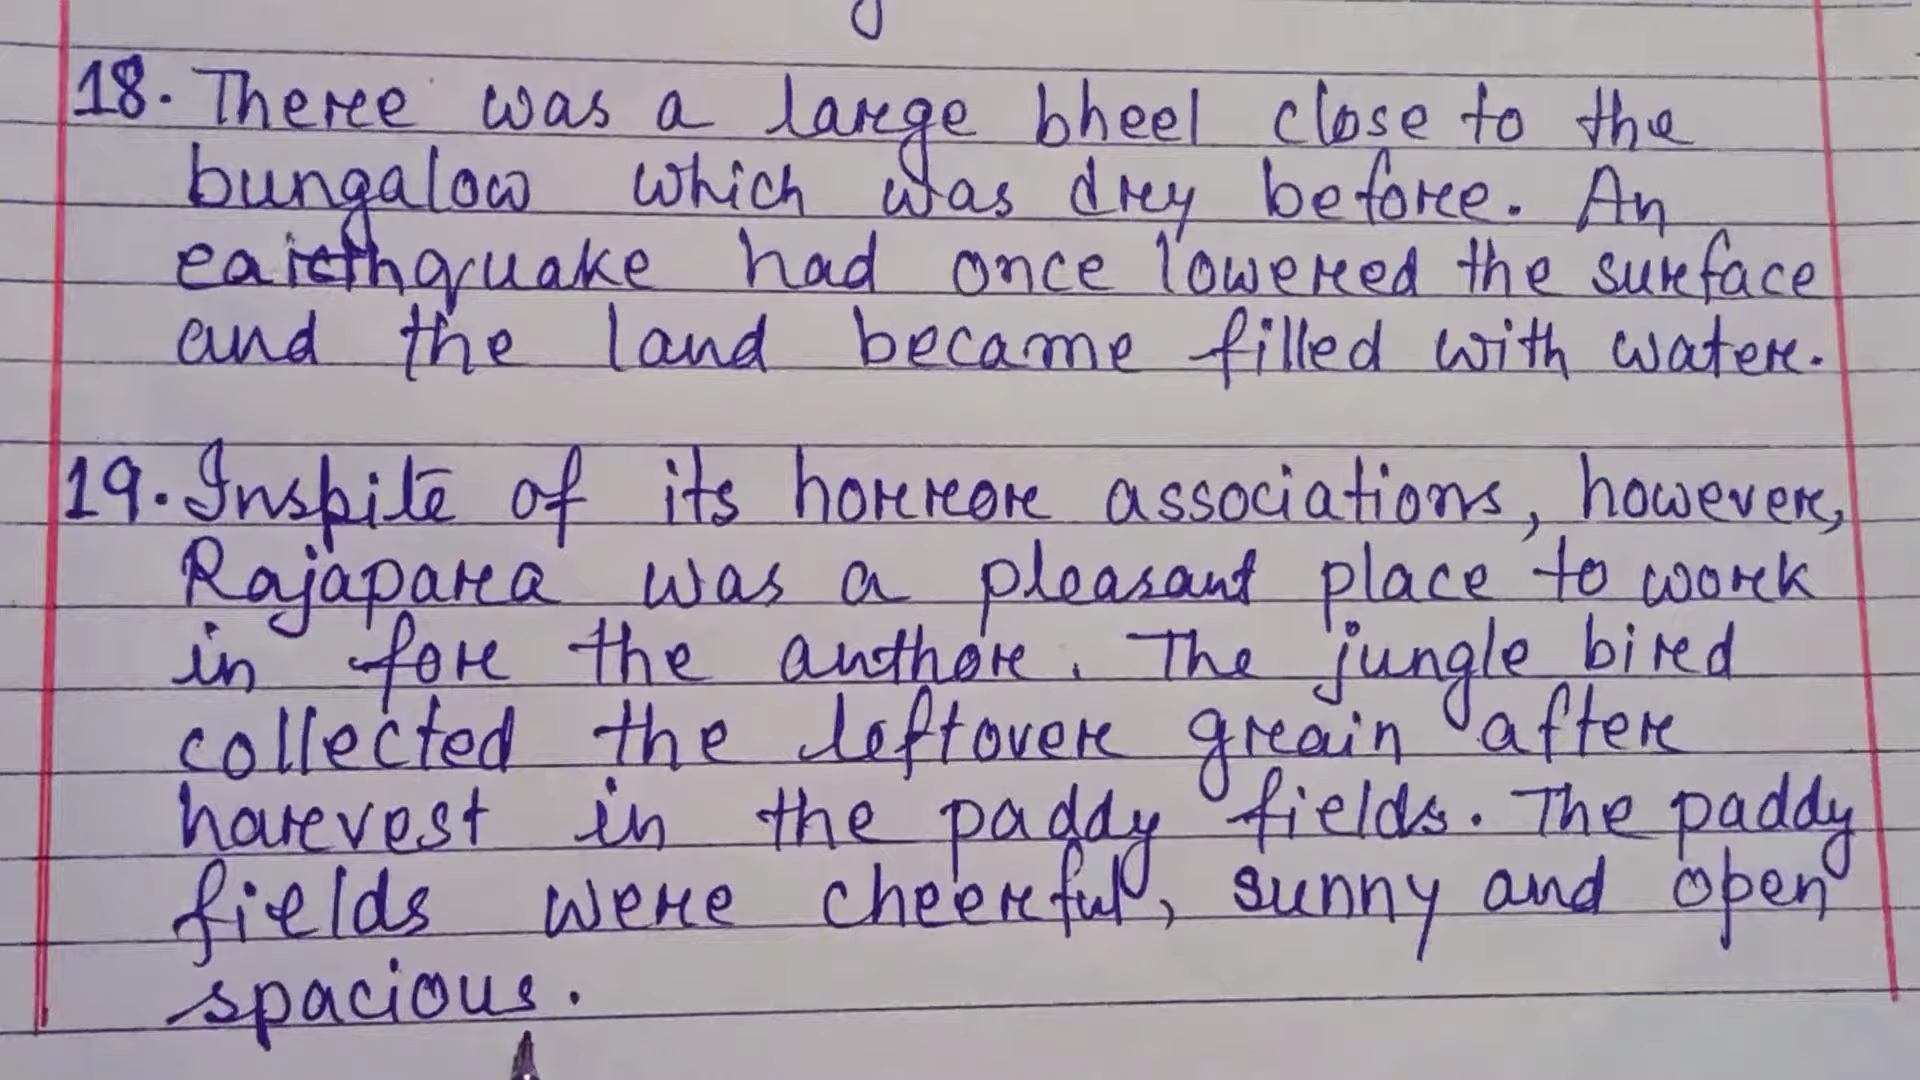 18. There was a large bheel close to the
bungalow which was dry before. An
earthquake had once lowered the surface
and the land became filled with water.
19. Inspite of its horror associations, however,
Rajapara was a pleasant place to work
in for the author. The jungle bird
collected the leftover grain after
harvest in the paddy fields. The paddy
fields were cheerful, sunny and open
spacious.